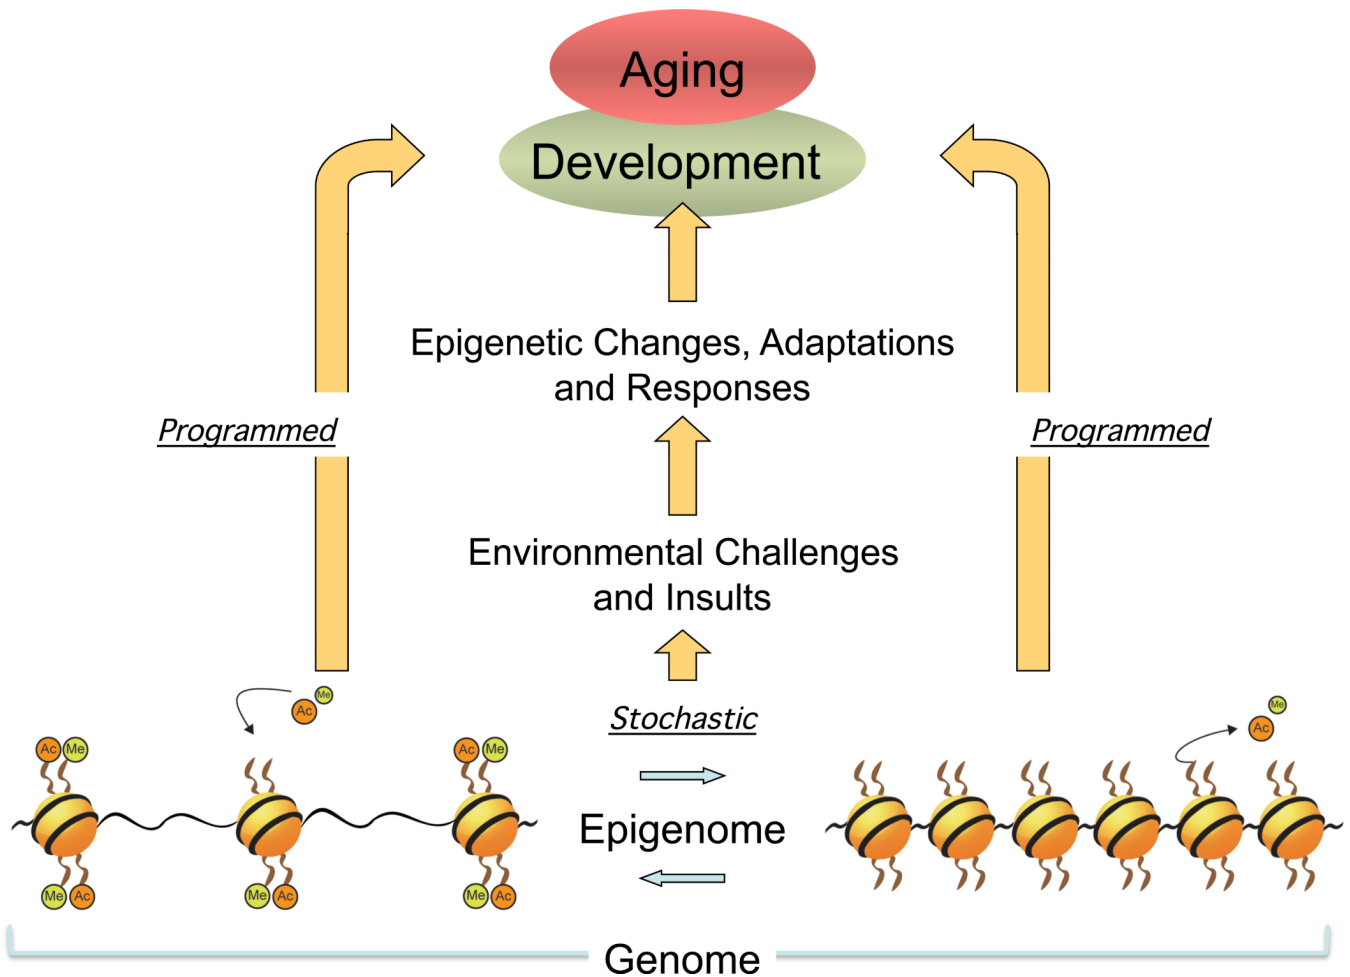 Aging
Development
Epigenetic Changes, Adaptations
and Responses
Programmed
Programmed
Environmental Challenges
and Insults
Me
Ac
Me
Ac
Stochastic
Ac Me
Ac Me
Epigenome
Me Ac
Me Ac
Me Ac
Genome